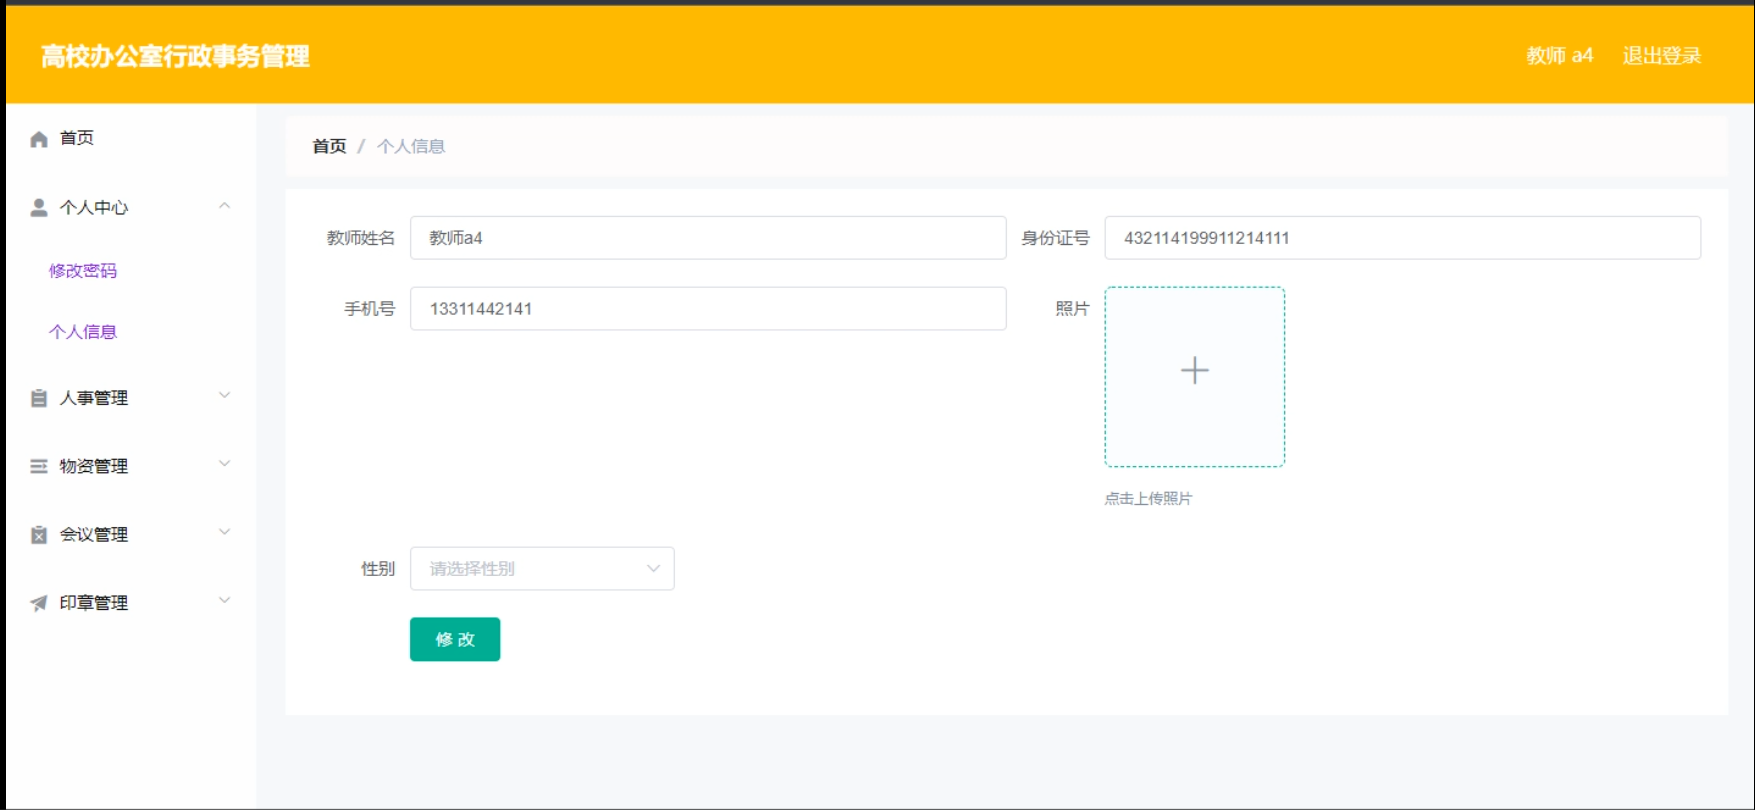 高校办公室行政事务管理
教师 a4 退出登录
首页
个人中心
修改密码
个人信息
人事管理
物资管理
会议管理
印章管理
首页 / 个人信息
教师姓名 教师a4
身份证号 432114199911214111
手机号 13311442141
照片
点击上传照片
性别 请选择性别
修 改